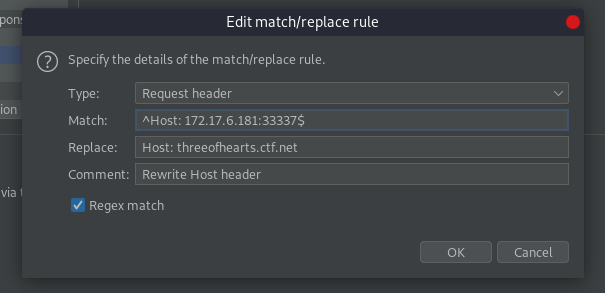 Edit match/replace rule
pons
Specify the details of the match/replace rule.
Type: Request header
ion
Match: ^Host: 172.17.6.181:33337$
Replace: Host: threeofhearts.ctf.net
Comment: Rewrite Host header
via t
Regex match
OK Cancel